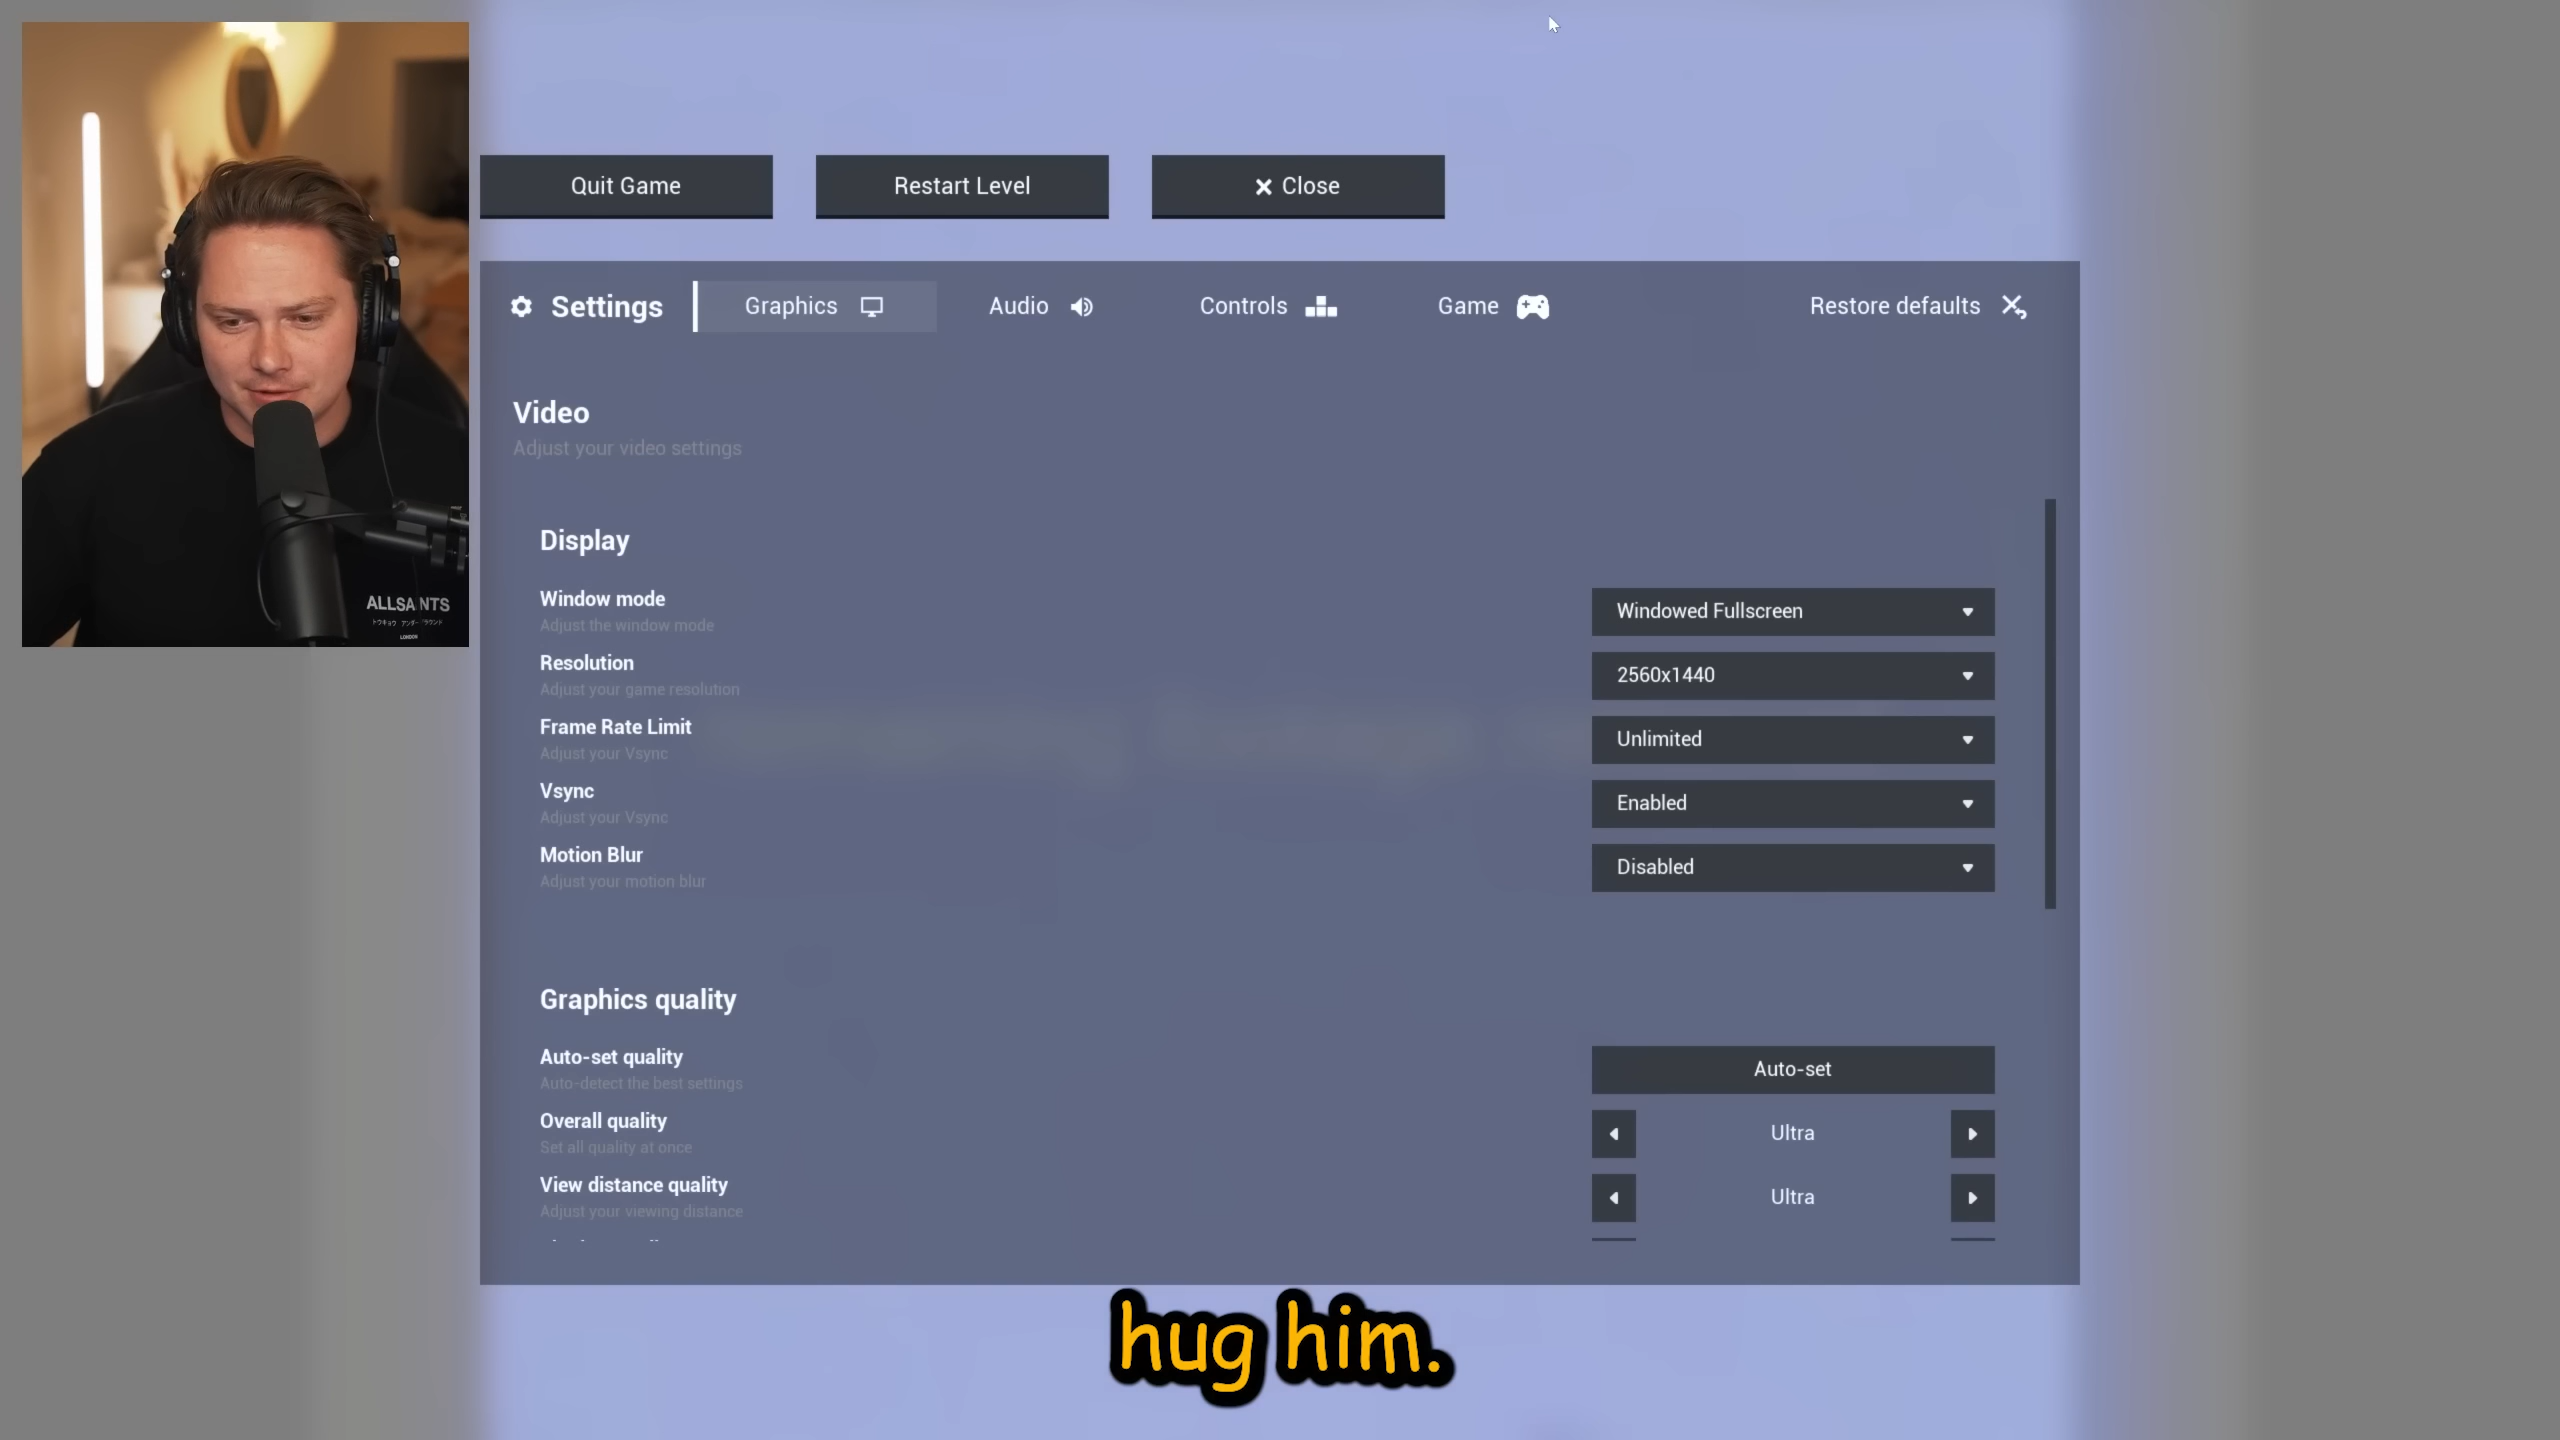 Quit Game
Restart Level
Close
Settings
Graphics
Audio
Controls
Game
Restore defaults
Video
Adjust your video settings
Display
Window mode
Adjust the window mode
Windowed Fullscreen
Resolution
Adjust your game resolution
2560x1440
Frame Rate Limit
Adjust your Vsync
Unlimited
Vsync
Adjust your Vsync
Enabled
Motion Blur
Adjust your motion blur
Disabled
Graphics quality
Auto-set quality
Auto-detect the best settings
Auto-set
Overall quality
Set all quality at once
Ultra
View distance quality
Adjust your viewing distance
Ultra
ALLSAINTS
LONDON
hug him.